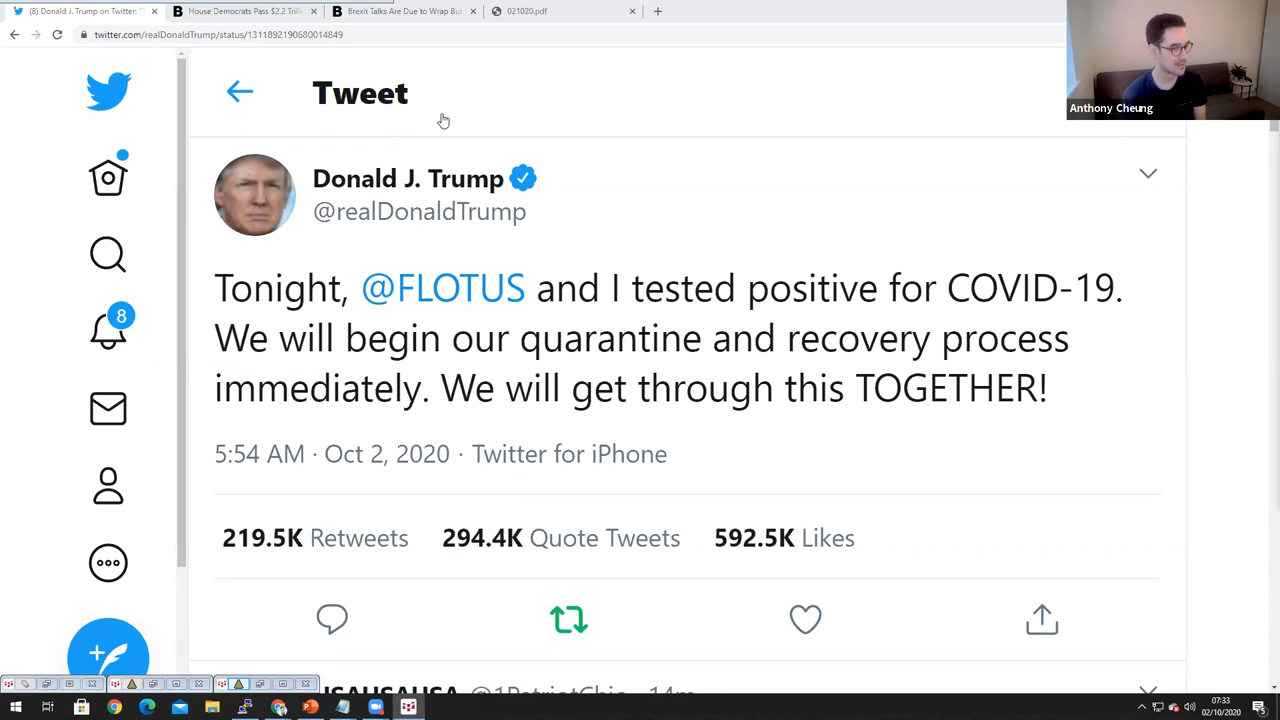 (8) Donald J. Trump on Twitter: "T
House Democrats Pass $2.2 Trilli
Brexit Talks Are Due to Wrap Bu
021020.pdf
twitter.com/realDonaldTrump/status/1311892190680014849
Anthony Cheung
Tweet
Donald J. Trump
@realDonaldTrump
8
Tonight, @FLOTUS and I tested positive for COVID-19.
We will begin our quarantine and recovery process
immediately. We will get through this TOGETHER!
5:54 AM · Oct 2, 2020 · Twitter for iPhone
219.5K Retweets 294.4K Quote Tweets 592.5K Likes
@1PatriotChic · 14m
07:33
02/10/2020
5